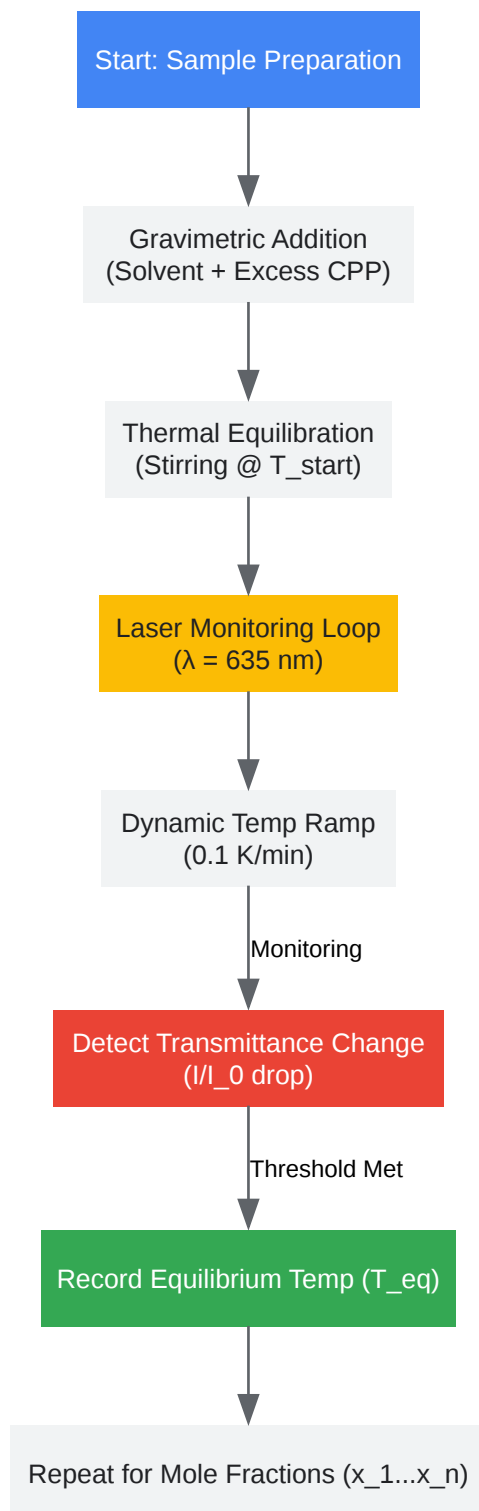 Start: Sample Preparation
Gravimetric Addition
(Solvent + Excess CPP)
Thermal Equilibration
(Stirring @ T_start)
Laser Monitoring Loop
(λ = 635 nm)
Dynamic Temp Ramp
(0.1 K/min)
Monitoring
Detect Transmittance Change
(I/I_0 drop)
Threshold Met
Record Equilibrium Temp (T_eq)
Repeat for Mole Fractions (x_1...x_n)